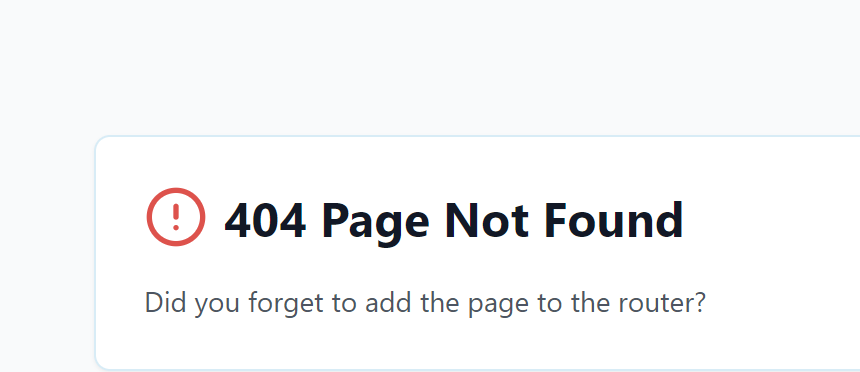 404 Page Not Found
Did you forget to add the page to the router?